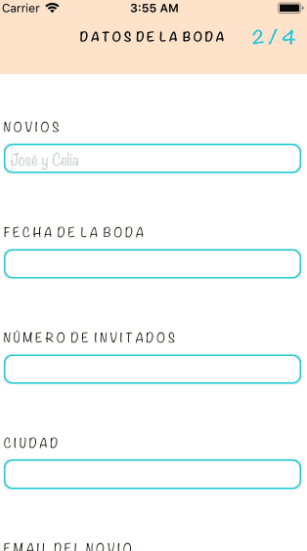 Carrier 3:55 AM
DATOS DE LA BODA 2/4
NOVIOS
José y Celia
FECHA DE LA BODA
NÚMERO DE INVITADOS
CIUDAD
EMAIL DEL NOVIO